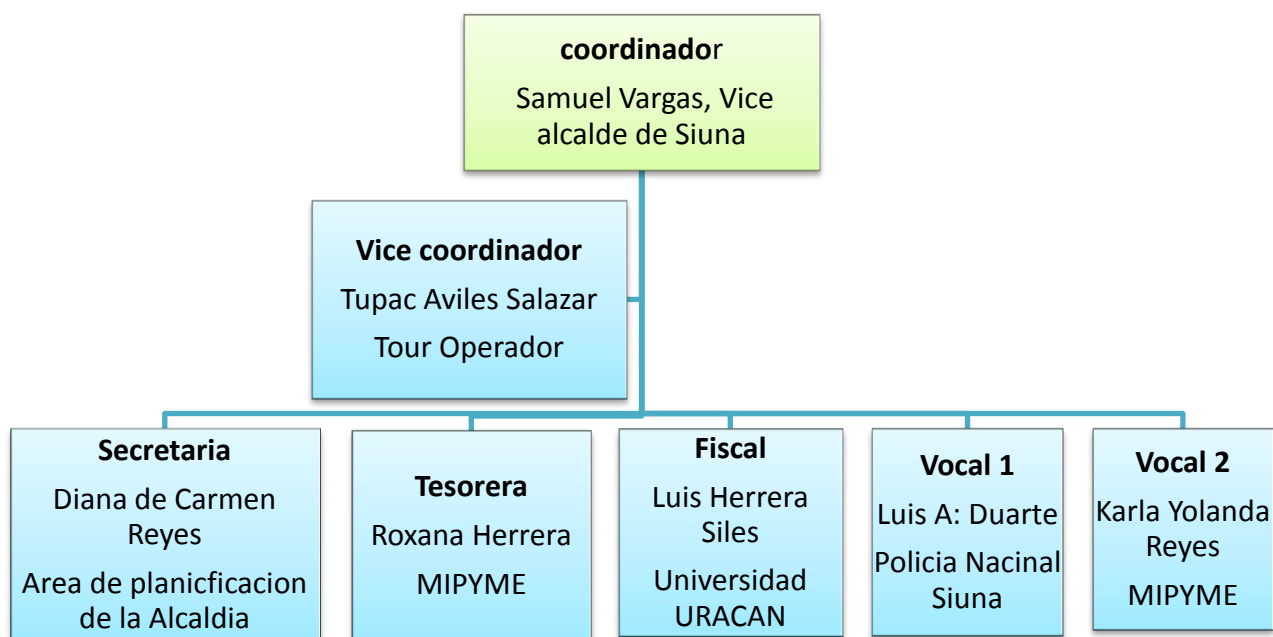 coordinador
Samuel Vargas, Vice
alcalde de Siuna
Vice coordinador
Tupac Aviles Salazar
Tour Operador
Secretaria
Diana de Carmen
Reyes
Area de planicficacion
de la Alcaldia
Tesorera
Roxana Herrera
MIPYME
Fiscal
Luis Herrera
Siles
Universidad
URACAN
Vocal 1
Luis A: Duarte
Policia Nacinal
Siuna
Vocal 2
Karla Yolanda
Reyes
MIPYME